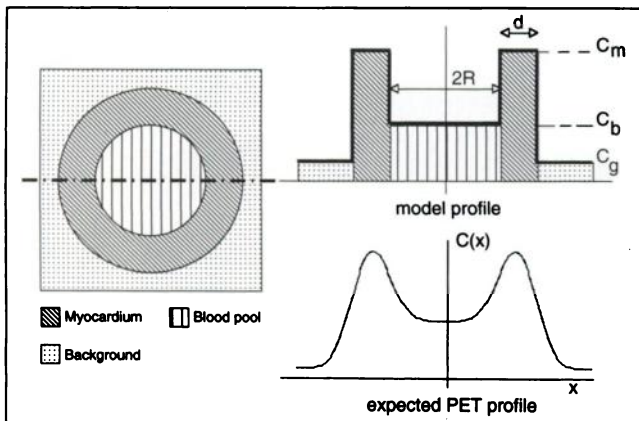 d
C_m
2R
C_b
C_g
model profile
C(x)
Myocardium
Blood pool
Background
x
expected PET profile